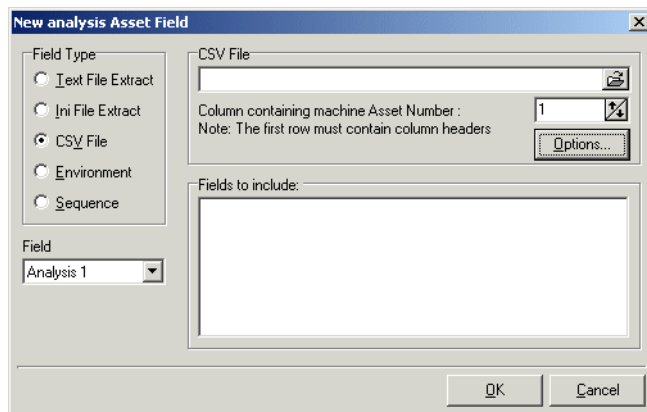 New analysis Asset Field
Field Type
Text File Extract
Ini File Extract
CSV File
Environment
Sequence
Field
Analysis 1
CSV File
Column containing machine Asset Number :
1
Note: The first row must contain column headers
Options...
Fields to include:
OK
Cancel